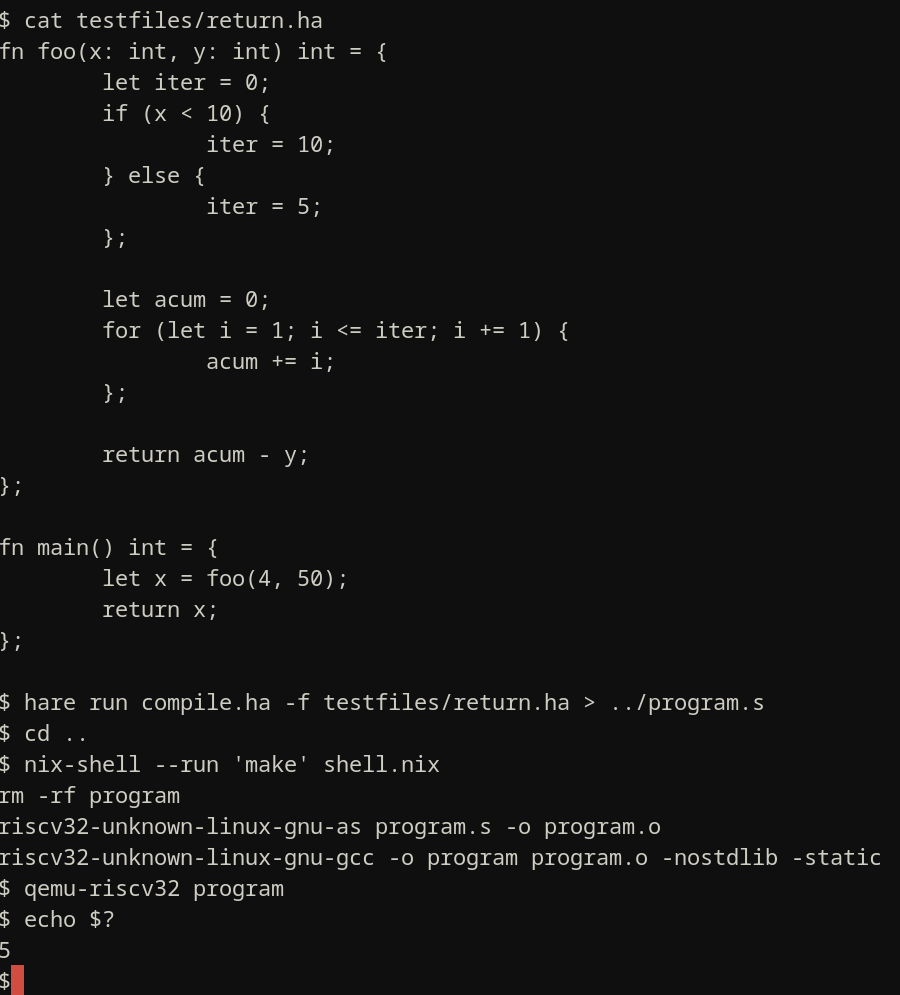 $ cat testfiles/return.ha
fn foo(x: int, y: int) int = {
        let iter = 0;
        if (x < 10) {
                iter = 10;
        } else {
                iter = 5;
        };

        let acum = 0;
        for (let i = 1; i <= iter; i += 1) {
                acum += i;
        };

        return acum - y;
};

fn main() int = {
        let x = foo(4, 50);
        return x;
};

$ hare run compile.ha -f testfiles/return.ha > ../program.s
$ cd ..
$ nix-shell --run 'make' shell.nix
rm -rf program
riscv32-unknown-linux-gnu-as program.s -o program.o
riscv32-unknown-linux-gnu-gcc -o program program.o -nostdlib -static
$ qemu-riscv32 program
$ echo $?
5
$